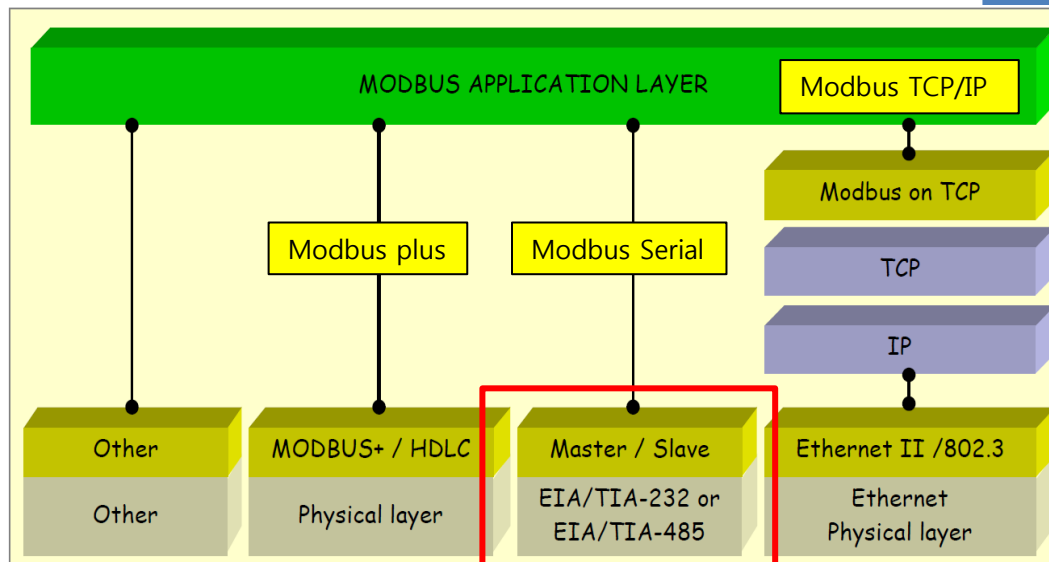 MODBUS APPLICATION LAYER
Modbus TCP/IP
Modbus on TCP
Modbus plus
Modbus Serial
TCP
IP
Other
MODBUS+ / HDLC
Master / Slave
Ethernet II /802.3
Other
Physical layer
EIA/TIA-232 or
EIA/TIA-485
Ethernet
Physical layer